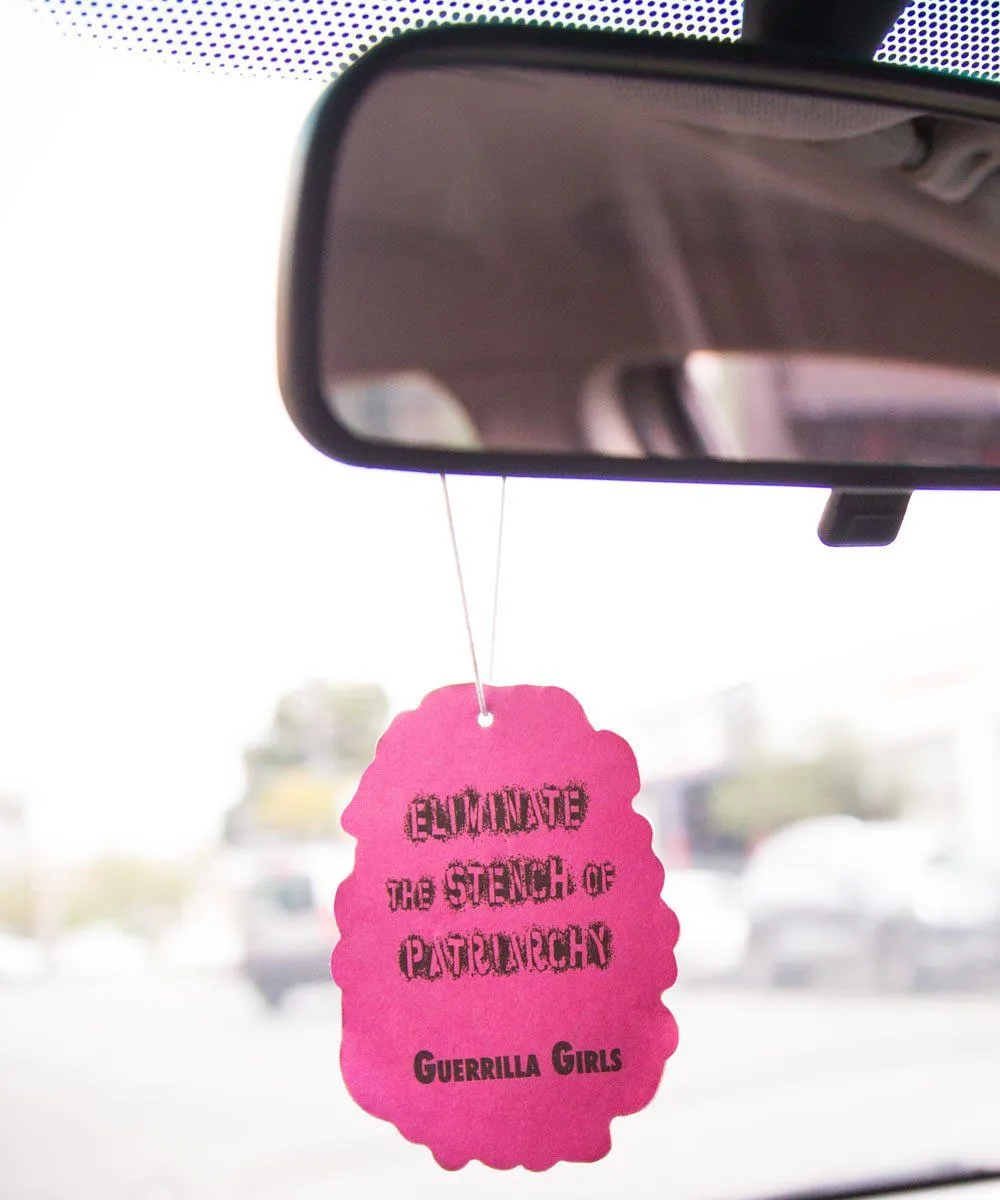 ELIMINATE
THE STENCH OF
PATRIARCHY
GUERRILLA GIRLS